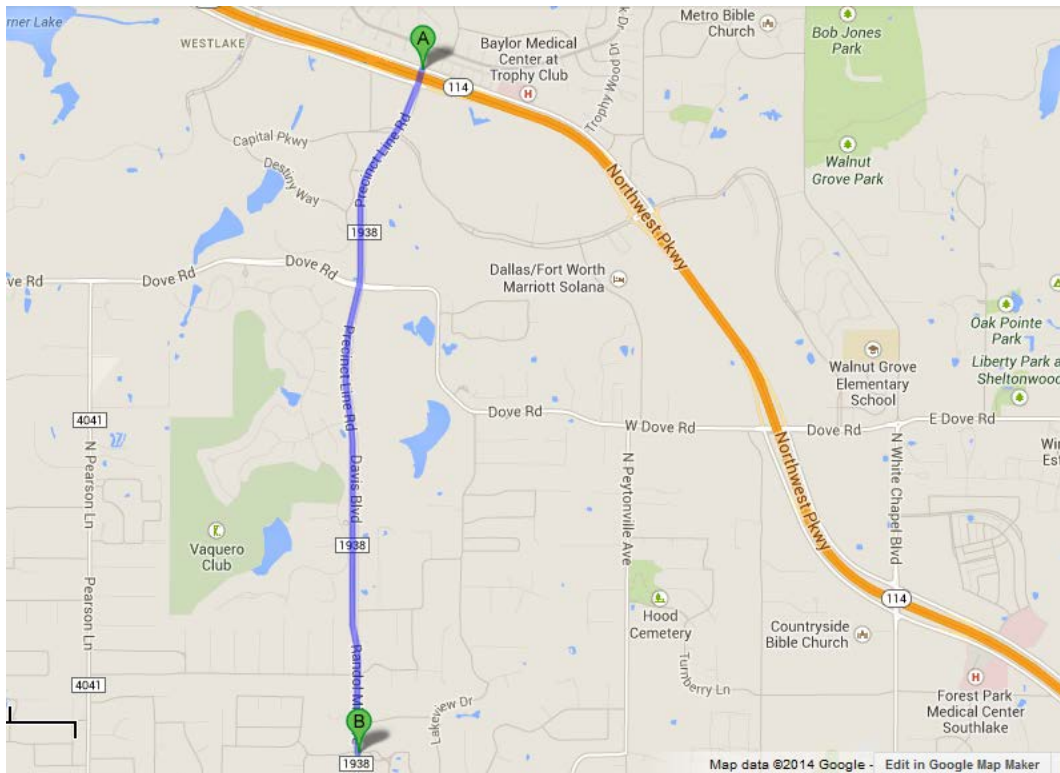 WESTLAKE
A
Baylor Medical
Center at
Trophy Club
H
114
Metro Bible
Church
Bob Jones
Park
Trophy Wood Dr
Capital Pkwy
Destiny Way
Precinct Line Rd
1938
Walnut
Grove Park
Northwest Pkwy
Dove Rd
Dove Rd
Dallas/Fort Worth
Marriott Solana
Precinct Line Rd
Oak Pointe
Park
Walnut Grove
Elementary
School
Liberty Park a
Sheltonwood
4041
N Pearson Ln
Dove Rd
W Dove Rd
Dove Rd
E Dove Rd
Northwest Pkwy
N White Chapel Blvd
N Peytonville Ave
Davis Blvd
1938
Vaquero
Club
Pearson Ln
114
Hood
Cemetery
Countryside
Bible Church
Turnberry Ln
4041
Lakeview Dr
H
Forest Park
Medical Center
Southlake
B
1938
Map data ©2014 Google - Edit in Google Map Maker